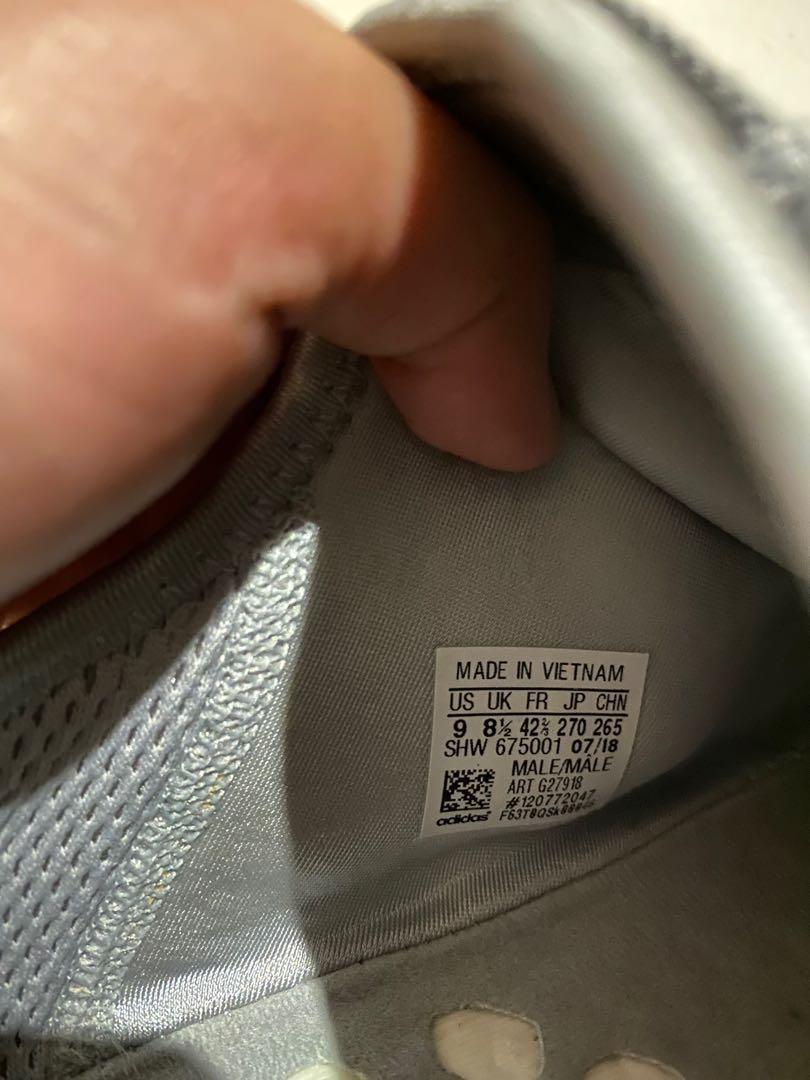 MADE IN VIETNAM
US UK FR JP CHN
9 8½ 42⅔ 270 265
SHW 675001 07/18
MALE/MÂLE
ART G27918
#120772047
adidas